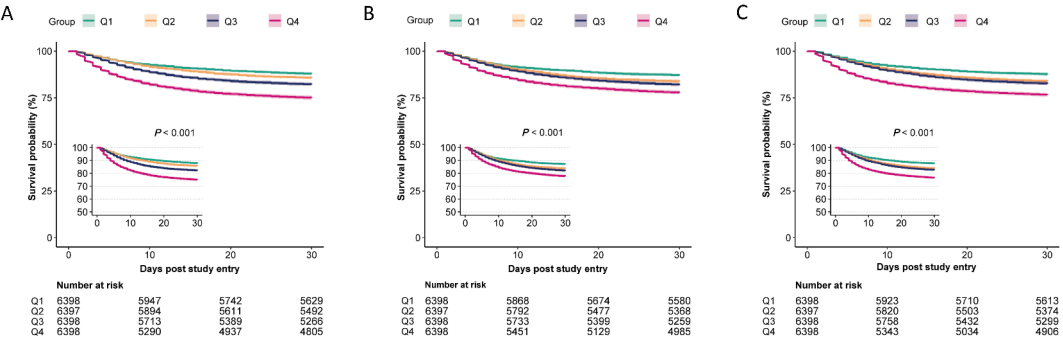 A
Group Q1 Q2 Q3 Q4
Survival probability (%)
100
75
50
25
0
P < 0.001
100
90
80
70
60
50
0 10 20 30
0 10 20 30
Days post study entry
Number at risk
Q1 6398 5947 5742 5629
Q2 6397 5894 5611 5492
Q3 6398 5713 5389 5266
Q4 6398 5290 4937 4805
B
Group Q1 Q2 Q3 Q4
Survival probability (%)
100
75
50
25
0
P < 0.001
100
90
80
70
60
50
0 10 20 30
0 10 20 30
Days post study entry
Number at risk
Q1 6398 5868 5674 5580
Q2 6397 5792 5477 5368
Q3 6398 5733 5399 5259
Q4 6398 5451 5129 4985
C
Group Q1 Q2 Q3 Q4
Survival probability (%)
100
75
50
25
0
P < 0.001
100
90
80
70
60
50
0 10 20 30
0 10 20 30
Days post study entry
Number at risk
Q1 6398 5923 5710 5613
Q2 6397 5820 5503 5374
Q3 6398 5758 5432 5299
Q4 6398 5343 5034 4906